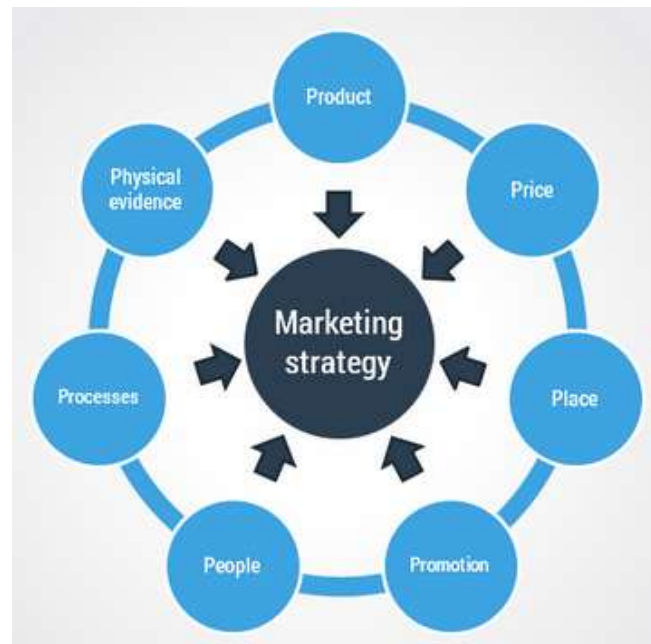 Product
Price
Place
Promotion
People
Processes
Physical
evidence
Marketing
strategy